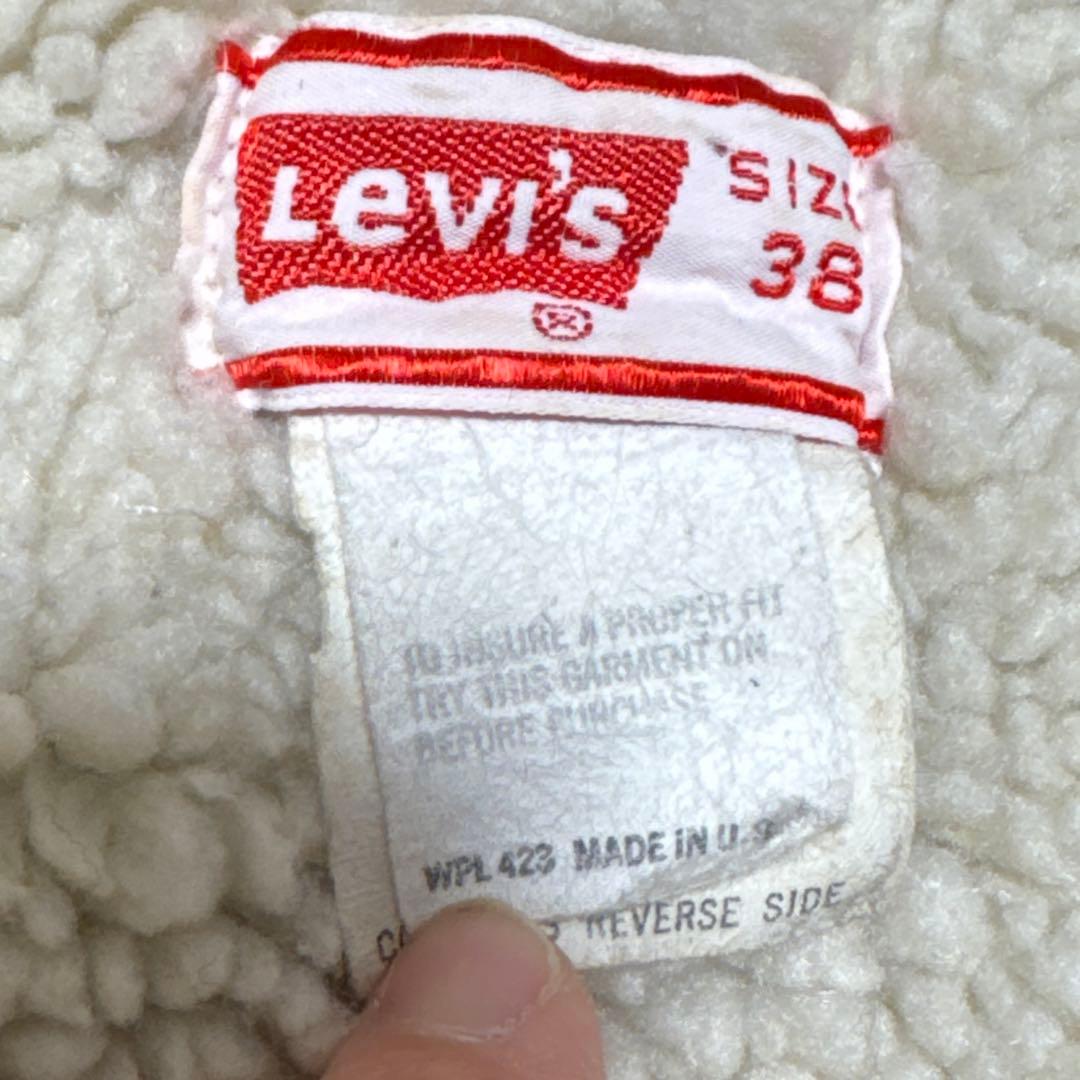 Levi's
®
SIZE
38
TO INSURE A PROPER FIT
TRY THIS GARMENT ON
BEFORE PURCHASE
WPL 423 MADE IN U.S
REVERSE SIDE